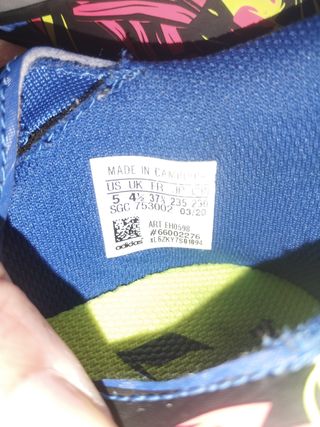 MADE IN CAMBODIA
US UK FR JP CHN
5 4½ 37⅓ 235 230
SGC 753002 03/20
ART EH0598
#66002276
adidas